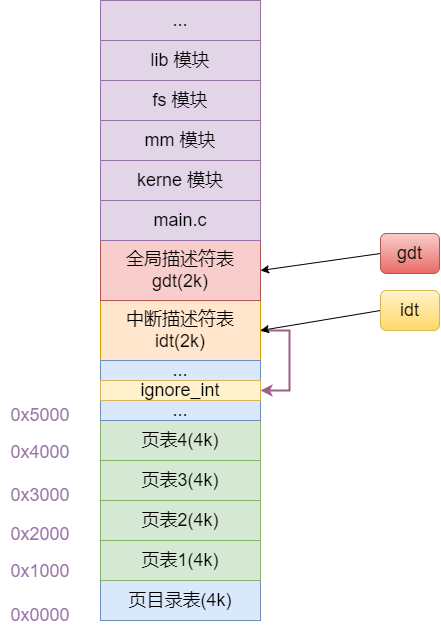 ...
lib 模块
fs 模块
mm 模块
kerne 模块
main.c
全局描述符表
gdt(2k)
gdt
中断描述符表
idt(2k)
idt
...
ignore_int
...
0x5000
页表4(4k)
0x4000
页表3(4k)
0x3000
页表2(4k)
0x2000
页表1(4k)
0x1000
页目录表(4k)
0x0000